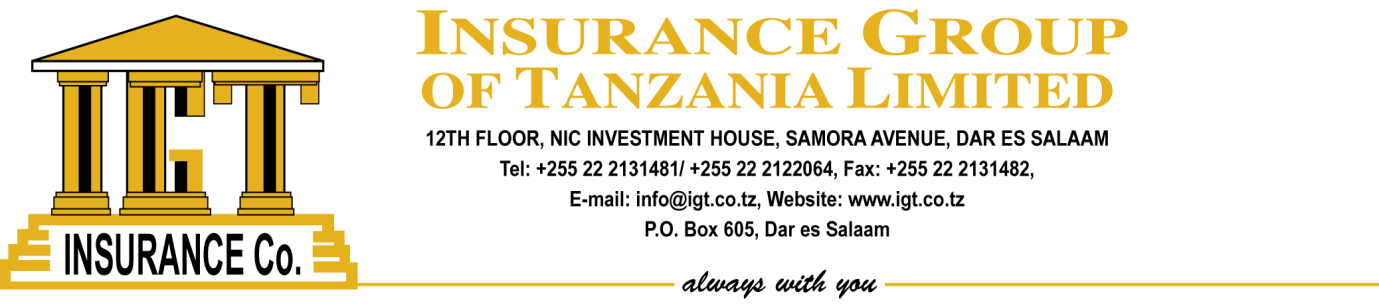 IGT
INSURANCE Co.
INSURANCE GROUP
OF TANZANIA LIMITED
12TH FLOOR, NIC INVESTMENT HOUSE, SAMORA AVENUE, DAR ES SALAAM
Tel: +255 22 2131481/ +255 22 2122064, Fax: +255 22 2131482,
E-mail: info@igt.co.tz, Website: www.igt.co.tz
P.O. Box 605, Dar es Salaam
always with you